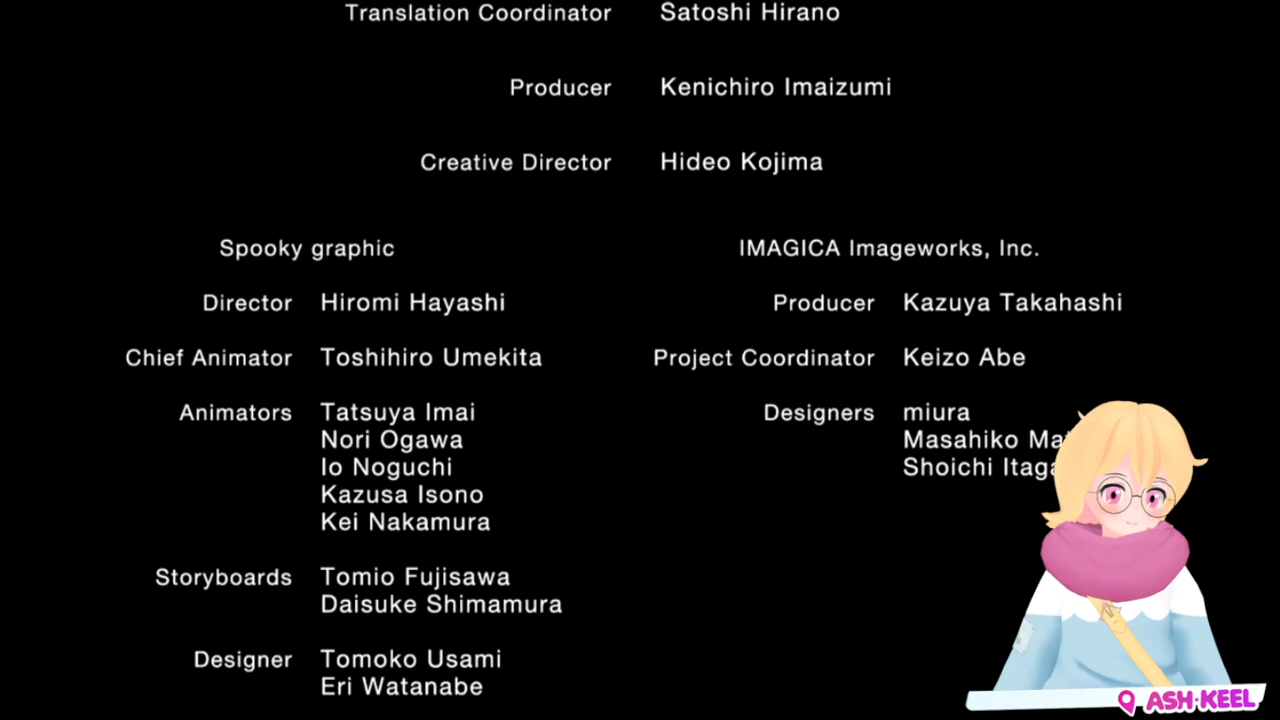 Translation Coordinator Satoshi Hirano
Producer Kenichiro Imaizumi
Creative Director Hideo Kojima
Spooky graphic
Director Hiromi Hayashi
Chief Animator Toshihiro Umekita
Animators Tatsuya Imai
Nori Ogawa
Io Noguchi
Kazusa Isono
Kei Nakamura
Storyboards Tomio Fujisawa
Daisuke Shimamura
Designer Tomoko Usami
Eri Watanabe
IMAGICA Imageworks, Inc.
Producer Kazuya Takahashi
Project Coordinator Keizo Abe
Designers miura
Masahiko
Shoichi
ASH KEEL